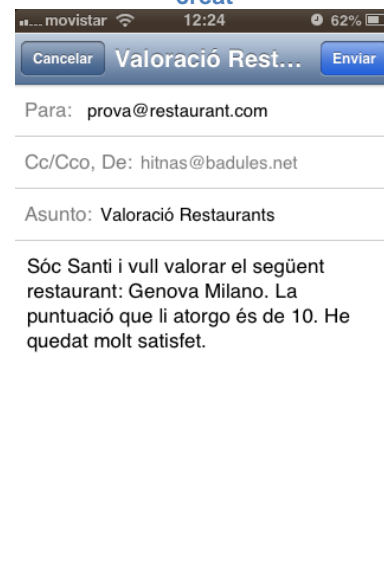 creat
movistar 12:24 62%
Cancelar Valoració Rest... Enviar
Para: prova@restaurant.com
Cc/Cco, De: hitnas@badules.net
Asunto: Valoració Restaurants
Sóc Santi i vull valorar el següent
restaurant: Genova Milano. La
puntuació que li atorgo és de 10. He
quedat molt satisfet.